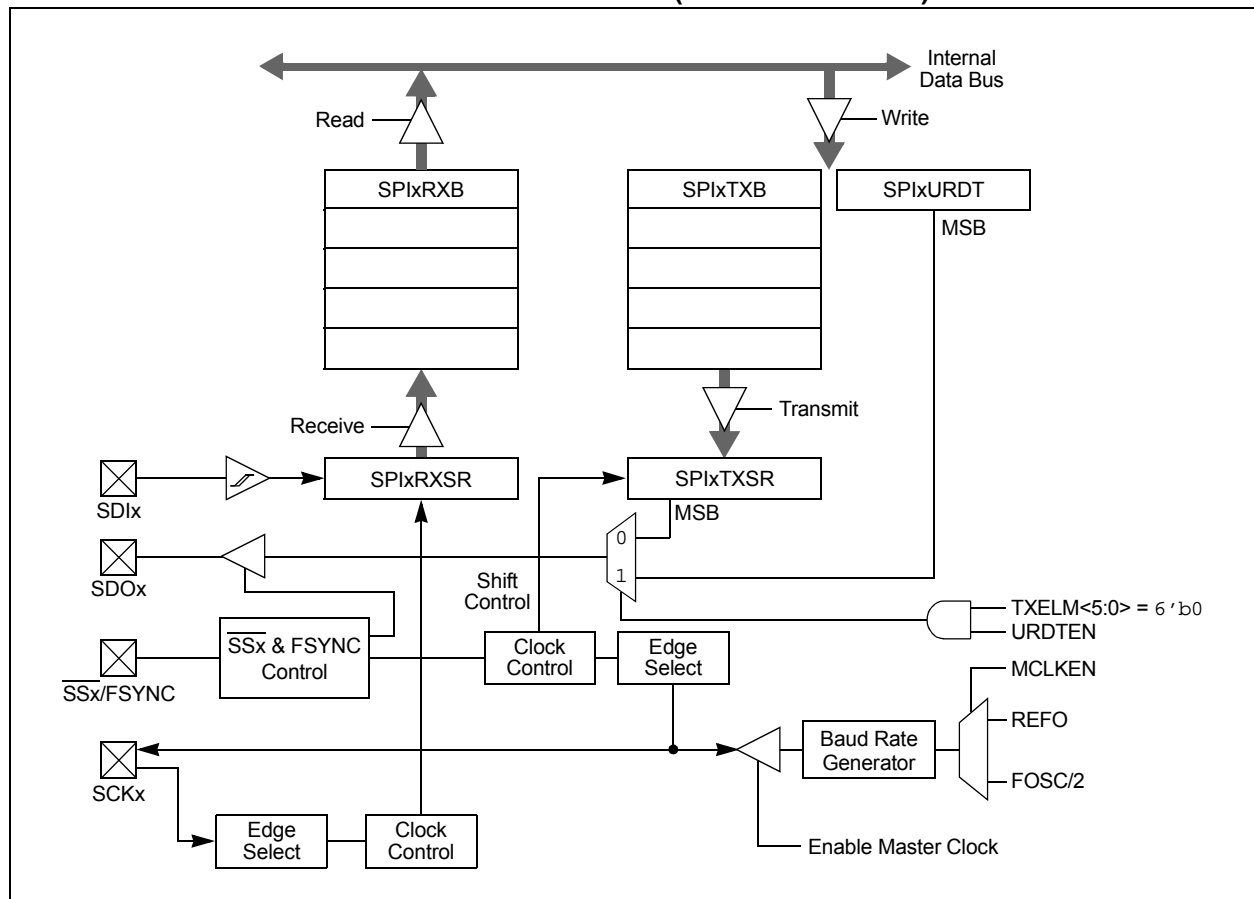 Internal
Data Bus
Read
Write
SPIxRXB
SPIxTXB
SPIxURDT
MSB
Receive
Transmit
SPIxRXSR
SPIxTXSR
SDIx
MSB
0
1
SDOx
Shift
Control
TXELM<5:0> = 6'b0
URDTEN
SSx & FSYNC
Control
Clock
Control
Edge
Select
SSx/FSYNC
MCLKEN
REFO
Baud Rate
Generator
FOSC/2
SCKx
Edge
Select
Clock
Control
Enable Master Clock